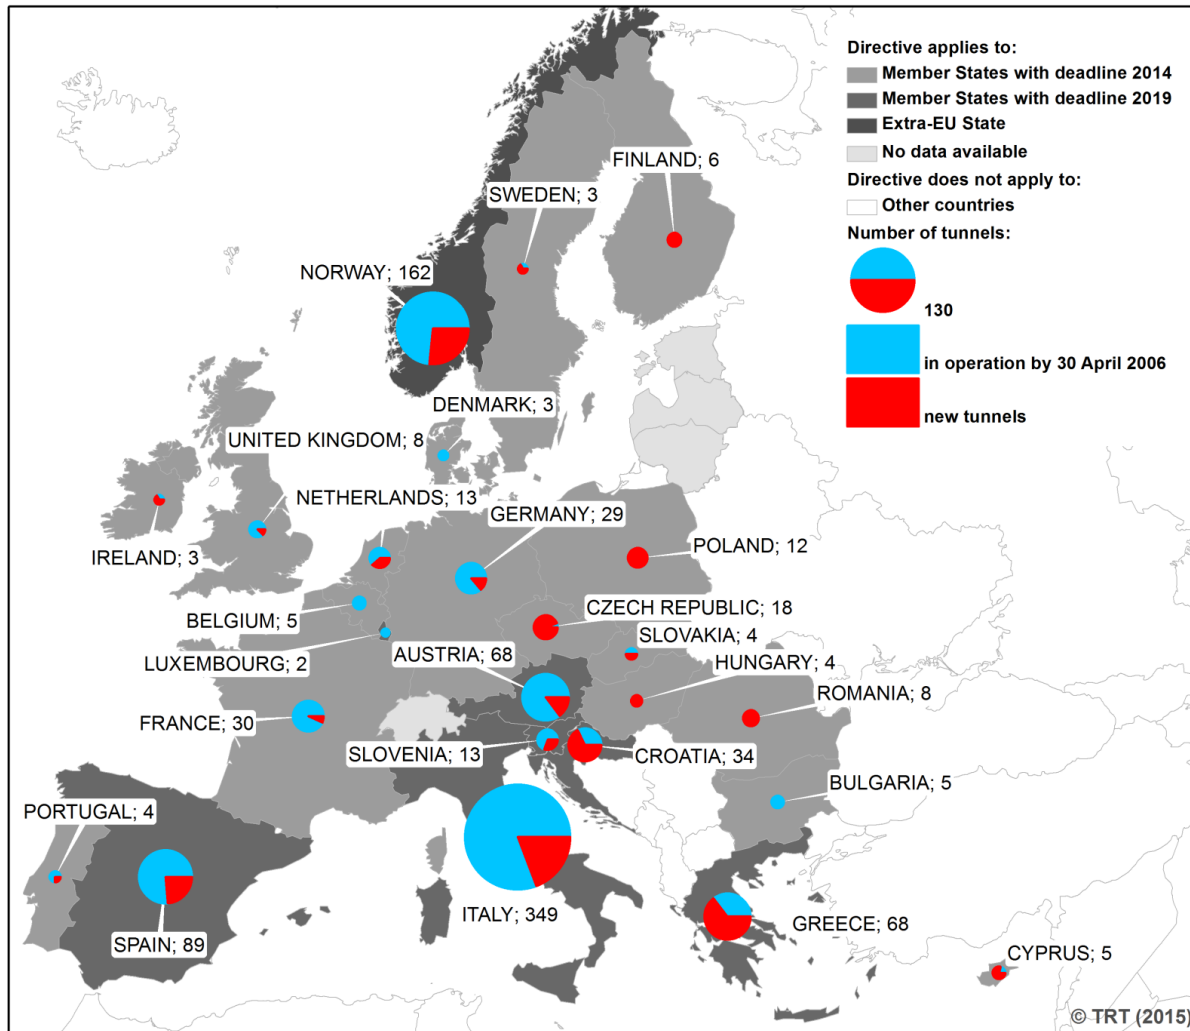 Directive applies to:
Member States with deadline 2014
Member States with deadline 2019
Extra-EU State
No data available
Directive does not apply to:
Other countries
Number of tunnels:
130
in operation by 30 April 2006
new tunnels
FINLAND; 6
SWEDEN; 3
NORWAY; 162
DENMARK; 3
UNITED KINGDOM; 8
NETHERLANDS; 13
GERMANY; 29
IRELAND; 3
POLAND; 12
BELGIUM; 5
CZECH REPUBLIC; 18
SLOVAKIA; 4
LUXEMBOURG; 2
AUSTRIA; 68
HUNGARY; 4
ROMANIA; 8
FRANCE; 30
SLOVENIA; 13
CROATIA; 34
BULGARIA; 5
PORTUGAL; 4
ITALY; 349
GREECE; 68
SPAIN; 89
CYPRUS; 5
© TRT (2015)